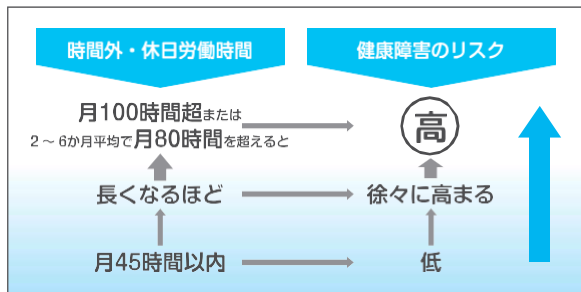 時間外・休日労働時間
健康障害のリスク
月100時間超または
2～6か月平均で月80時間を超えると
高
長くなるほど
徐々に高まる
月45時間以内
低